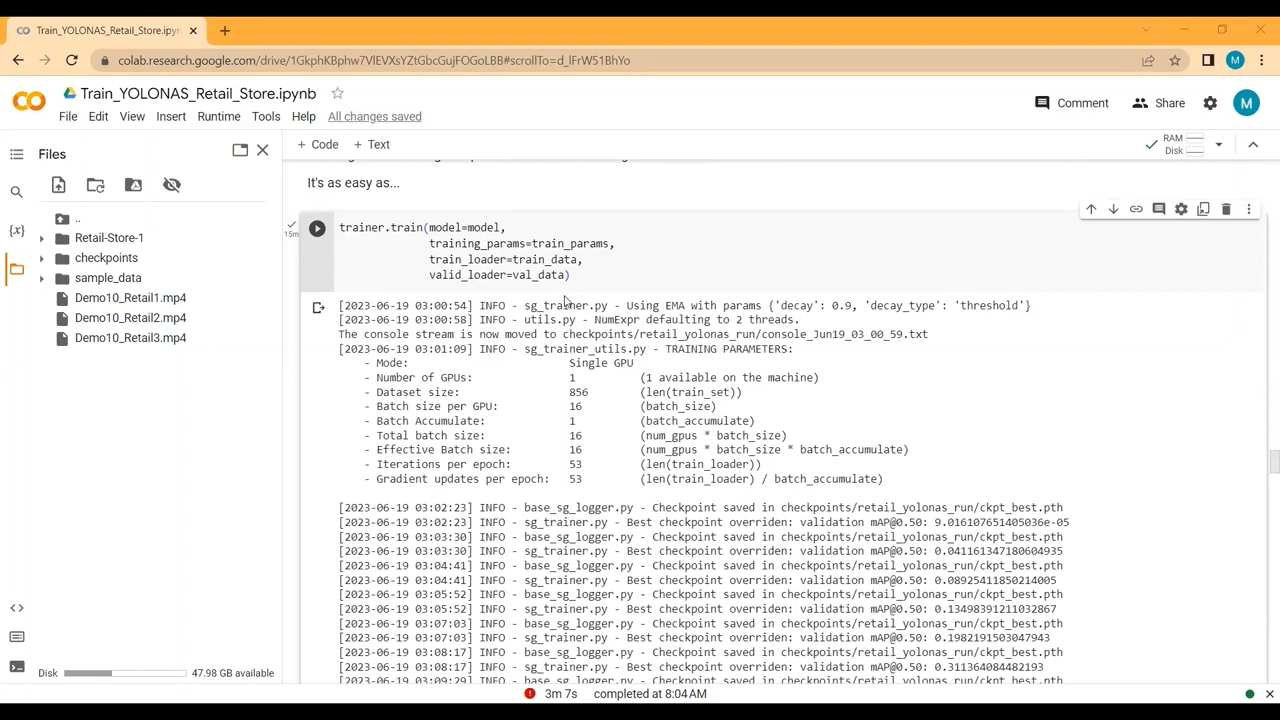 Train_YOLONAS_Retail_Store.ipynb
colab.research.google.com/drive/1GkphKBphw7VlEVXsYZtGbcGujFOGoLBB#scrollTo=d_lFrW51BhYo
M
Train_YOLONAS_Retail_Store.ipynb
Comment
Share
M
File Edit View Insert Runtime Tools Help All changes saved
Files
+ Code + Text
RAM
Disk
It's as easy as...
{x}
..
Retail-Store-1
checkpoints
sample_data
Demo10_Retail1.mp4
Demo10_Retail2.mp4
Demo10_Retail3.mp4
15m
trainer.train(model=model,
training_params=train_params,
train_loader=train_data,
valid_loader=val_data)
[2023-06-19 03:00:54] INFO - sg_trainer.py - Using EMA with params {'decay': 0.9, 'decay_type': 'threshold'}
[2023-06-19 03:00:58] INFO - utils.py - NumExpr defaulting to 2 threads.
The console stream is now moved to checkpoints/retail_yolonas_run/console_Jun19_03_00_59.txt
[2023-06-19 03:01:09] INFO - sg_trainer_utils.py - TRAINING PARAMETERS:
- Mode: Single GPU
- Number of GPUs: 1 (1 available on the machine)
- Dataset size: 856 (len(train_set))
- Batch size per GPU: 16 (batch_size)
- Batch Accumulate: 1 (batch_accumulate)
- Total batch size: 16 (num_gpus * batch_size)
- Effective Batch size: 16 (num_gpus * batch_size * batch_accumulate)
- Iterations per epoch: 53 (len(train_loader))
- Gradient updates per epoch: 53 (len(train_loader) / batch_accumulate)
[2023-06-19 03:02:23] INFO - base_sg_logger.py - Checkpoint saved in checkpoints/retail_yolonas_run/ckpt_best.pth
[2023-06-19 03:02:23] INFO - sg_trainer.py - Best checkpoint overriden: validation mAP@0.50: 9.016107651405036e-05
[2023-06-19 03:03:30] INFO - base_sg_logger.py - Checkpoint saved in checkpoints/retail_yolonas_run/ckpt_best.pth
[2023-06-19 03:03:30] INFO - sg_trainer.py - Best checkpoint overriden: validation mAP@0.50: 0.041161347180604935
[2023-06-19 03:04:41] INFO - base_sg_logger.py - Checkpoint saved in checkpoints/retail_yolonas_run/ckpt_best.pth
[2023-06-19 03:04:41] INFO - sg_trainer.py - Best checkpoint overriden: validation mAP@0.50: 0.08925411850214005
[2023-06-19 03:05:52] INFO - base_sg_logger.py - Checkpoint saved in checkpoints/retail_yolonas_run/ckpt_best.pth
[2023-06-19 03:05:52] INFO - sg_trainer.py - Best checkpoint overriden: validation mAP@0.50: 0.13498391211032867
[2023-06-19 03:07:03] INFO - base_sg_logger.py - Checkpoint saved in checkpoints/retail_yolonas_run/ckpt_best.pth
[2023-06-19 03:07:03] INFO - sg_trainer.py - Best checkpoint overriden: validation mAP@0.50: 0.1982191503047943
[2023-06-19 03:08:17] INFO - base_sg_logger.py - Checkpoint saved in checkpoints/retail_yolonas_run/ckpt_best.pth
[2023-06-19 03:08:17] INFO - sg_trainer.py - Best checkpoint overriden: validation mAP@0.50: 0.311364084482193
[2023-06-19 03:09:29] INFO - base_sg_logger.py - Checkpoint saved in checkpoints/retail_yolonas_run/ckpt_best.pth
Disk 47.98 GB available
3m 7s completed at 8:04 AM